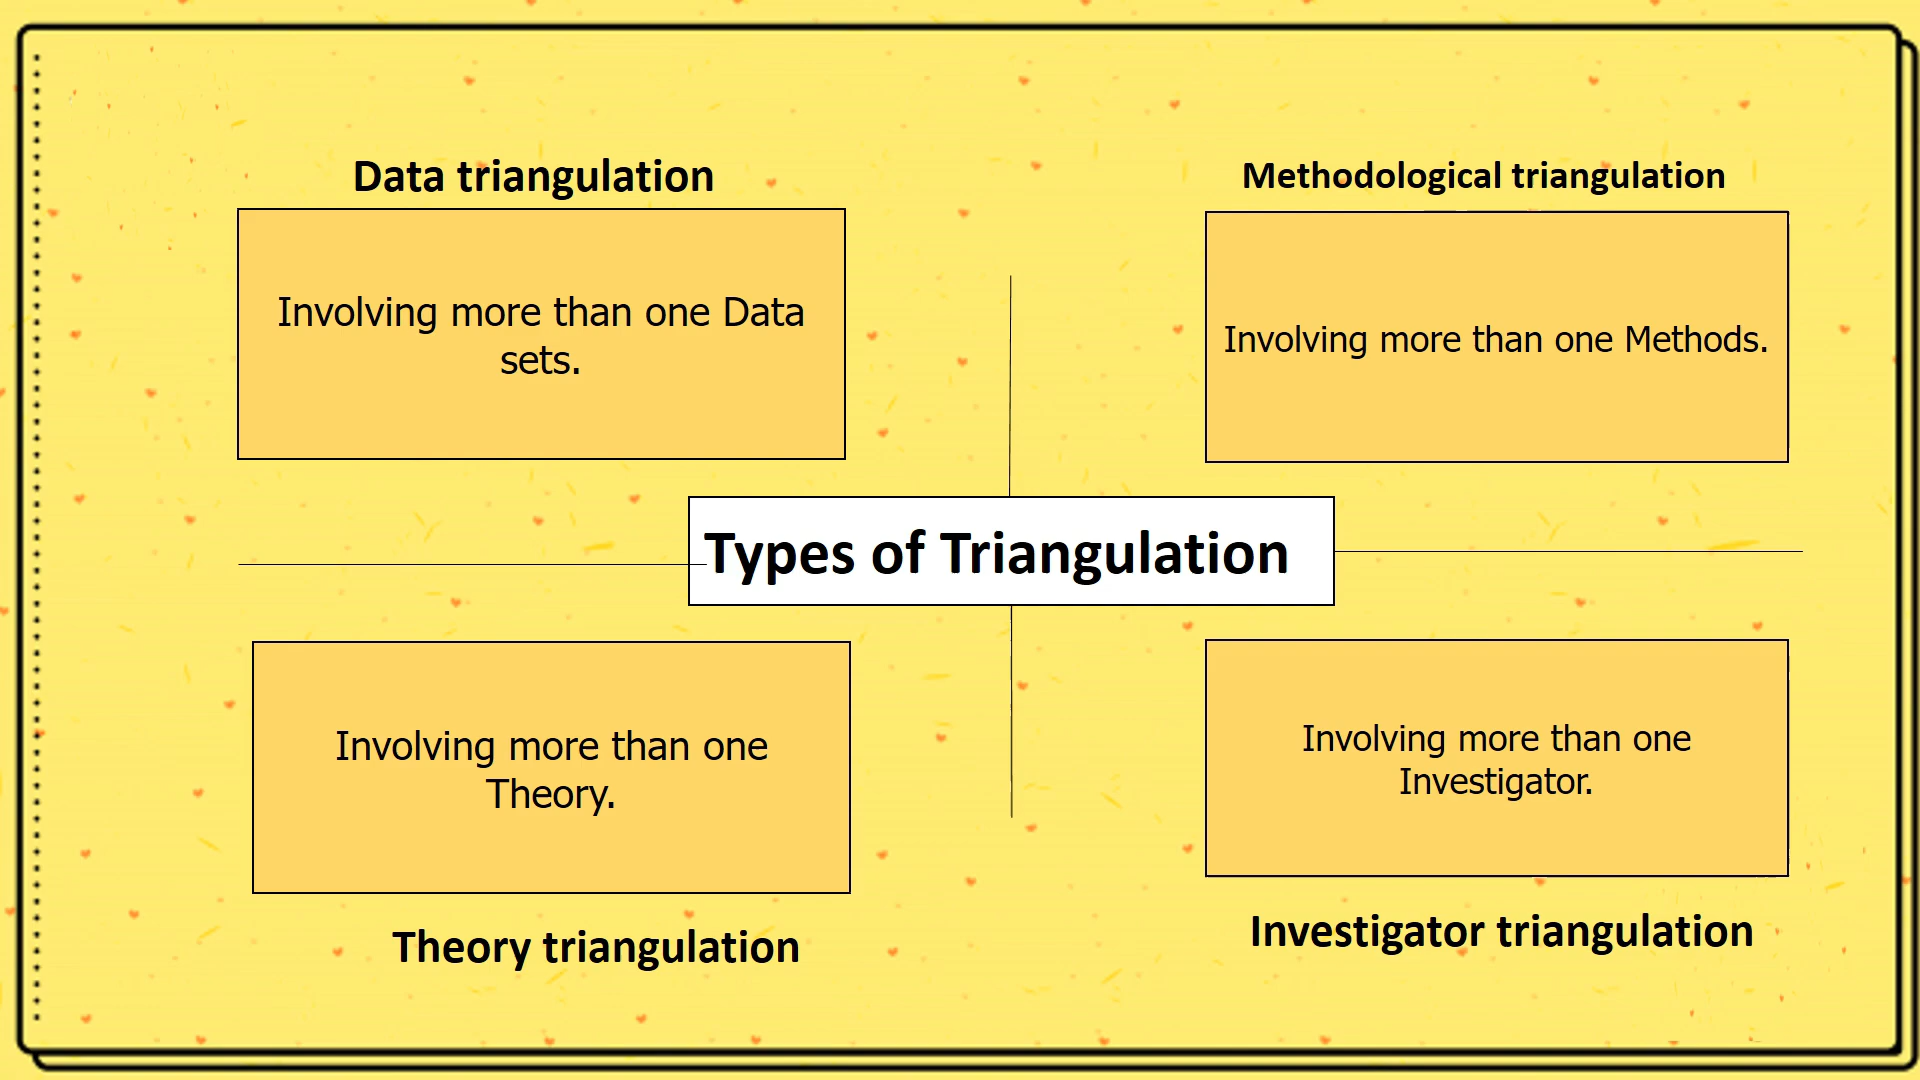 Data triangulation
Involving more than one Data
sets.
Methodological triangulation
Involving more than one Methods.
Types of Triangulation
Involving more than one
Theory.
Theory triangulation
Involving more than one
Investigator.
Investigator triangulation